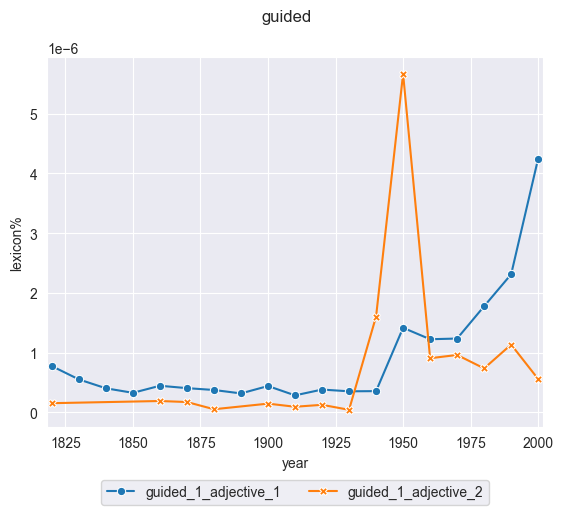 guided
1e−6
5
4
3
2
1
0
lexicon%
1825 1850 1875 1900 1925 1950 1975 2000
year
guided_1_adjective_1 guided_1_adjective_2